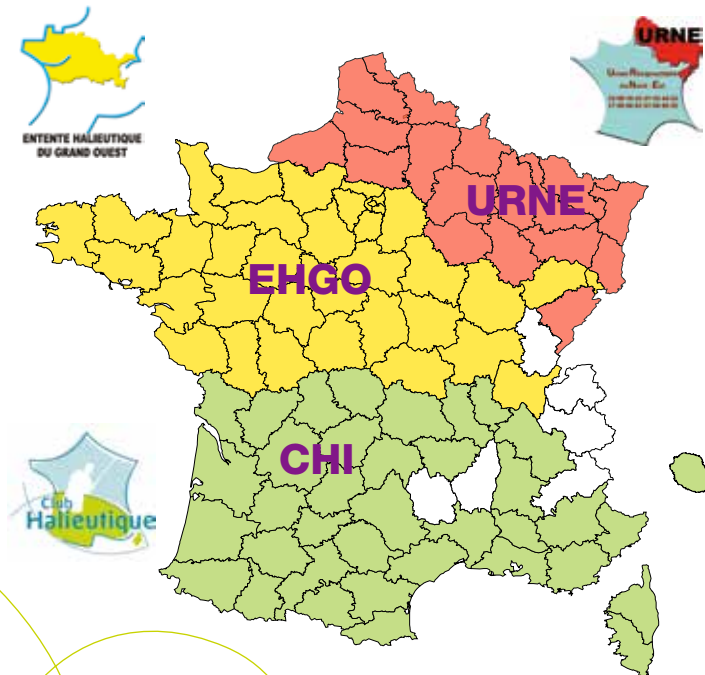 ENTENTE HALIEUTIQUE
DU GRAND OUEST
URNE
URNE
EHGO
CHI
Club
Halieutique